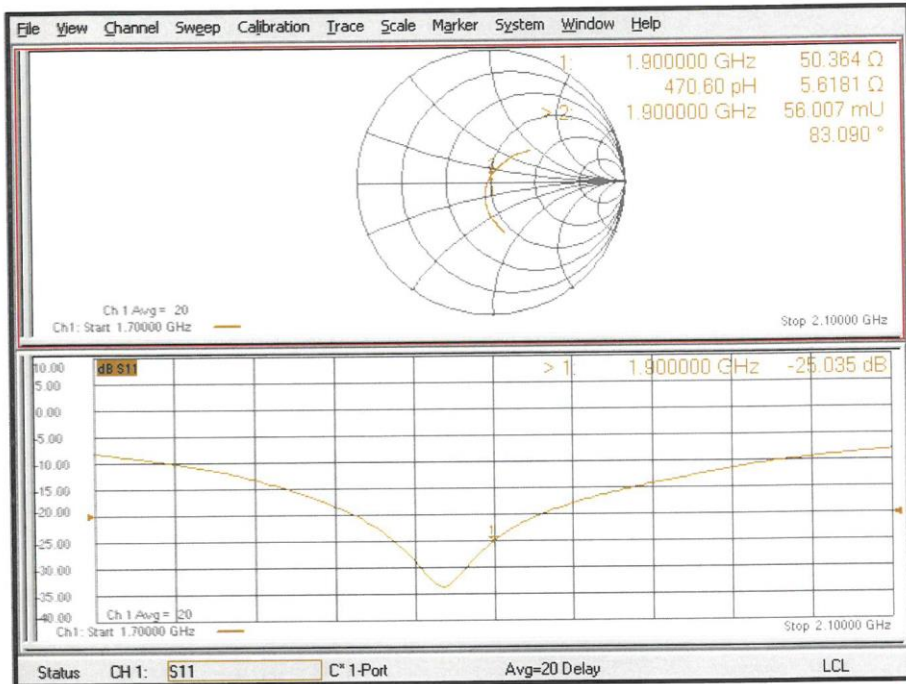 File View Channel Sweep Calibration Trace Scale Marker System Window Help
1: 1.900000 GHz 50.364 Ω
470.60 pH 5.6181 Ω
> 2: 1.900000 GHz 56.007 mU
83.090 °
Ch 1 Avg = 20
Ch1: Start 1.70000 GHz
Stop 2.10000 GHz
10.00 dB S11 > 1: 1.900000 GHz -25.035 dB
5.00
0.00
-5.00
-10.00
-15.00
-20.00
1
-25.00
-30.00
-35.00
-40.00 Ch 1 Avg = 20
Ch1: Start 1.70000 GHz
Stop 2.10000 GHz
Status CH 1: S11 C* 1-Port Avg=20 Delay LCL